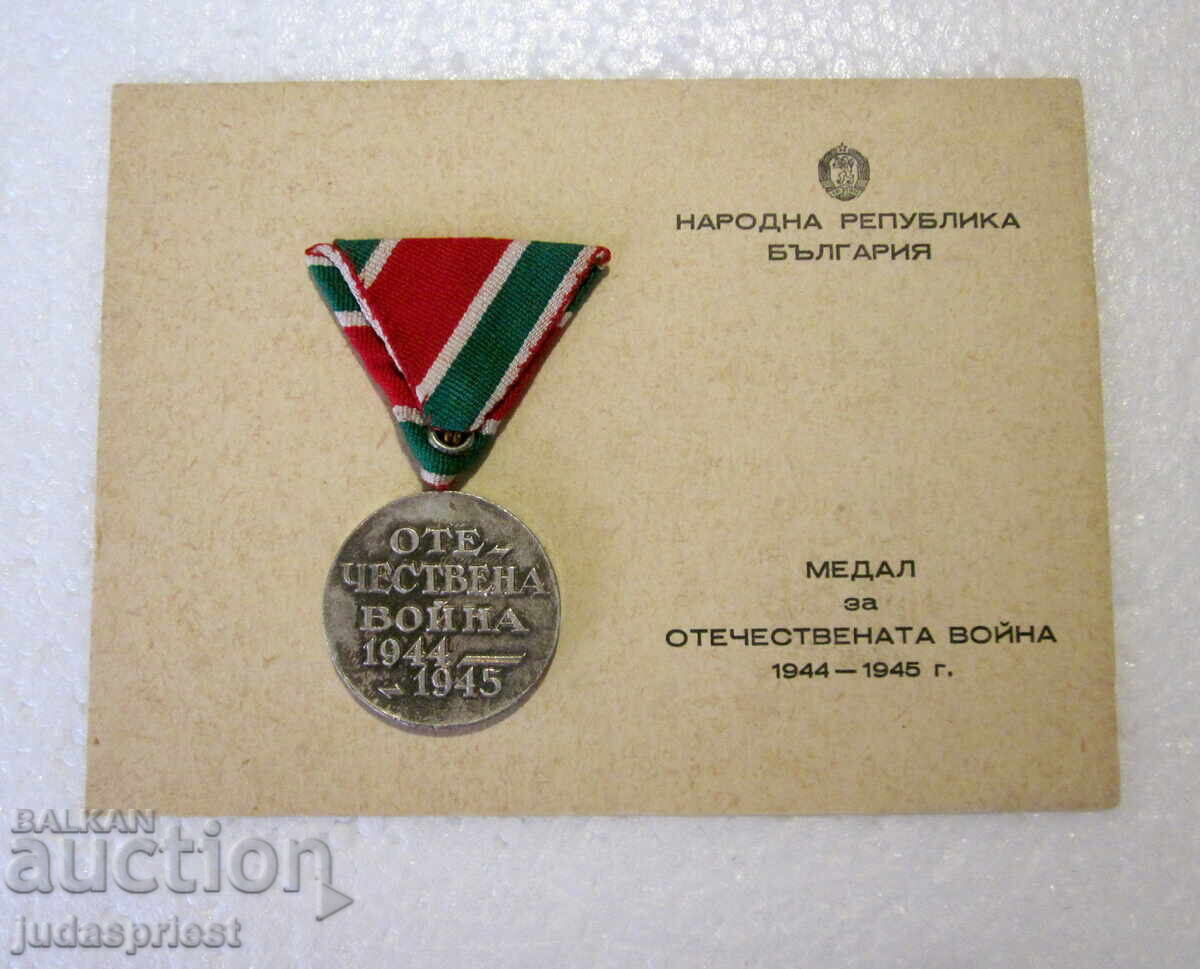 НАРОДНА РЕПУБЛИКА
БЪЛГАРИЯ
ОТЕ-
ЧЕСТВЕНА
ВОЙНА
1944 —
1945
МЕДАЛ
за
ОТЕЧЕСТВЕНАТА ВОЙНА
1944 — 1945 г.
BALKAN
auction
judaspriest